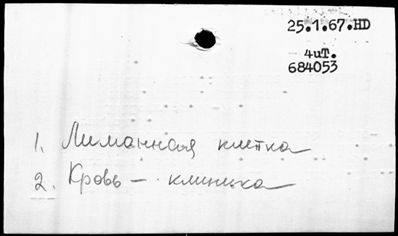 25.1.67.HD
4uT.
684053
1. Лиманная клетка
2. Кровь – клиника